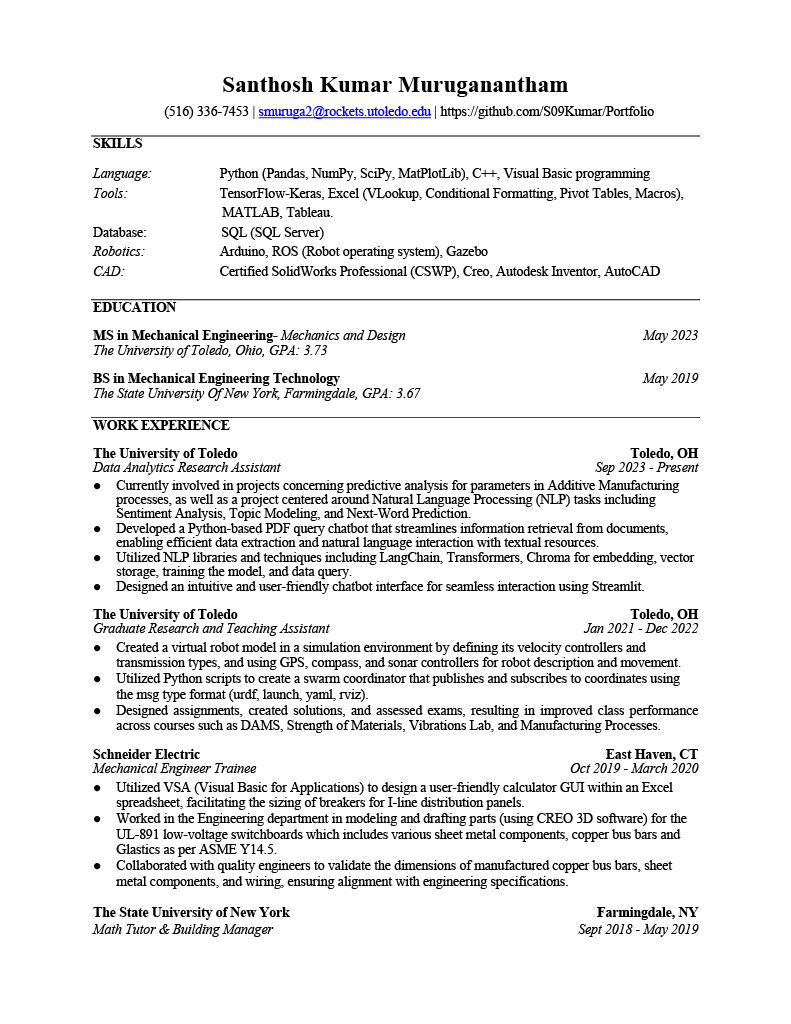 Santhosh Kumar Muruganantham
(516) 336-7453 | smuruga2@rockets.utoledo.edu | https://github.com/S09Kumar/Portfolio
SKILLS
Language: Python (Pandas, NumPy, SciPy, MatPlotLib), C++, Visual Basic programming
Tools: TensorFlow-Keras, Excel (VLookup, Conditional Formatting, Pivot Tables, Macros),
MATLAB, Tableau.
Database: SQL (SQL Server)
Robotics: Arduino, ROS (Robot operating system), Gazebo
CAD: Certified SolidWorks Professional (CSWP), Creo, Autodesk Inventor, AutoCAD
EDUCATION
MS in Mechanical Engineering- Mechanics and Design May 2023
The University of Toledo, Ohio, GPA: 3.73
BS in Mechanical Engineering Technology May 2019
The State University Of New York, Farmingdale, GPA: 3.67
WORK EXPERIENCE
The University of Toledo Toledo, OH
Data Analytics Research Assistant Sep 2023 - Present
● Currently involved in projects concerning predictive analysis for parameters in Additive Manufacturing
processes, as well as a project centered around Natural Language Processing (NLP) tasks including
Sentiment Analysis, Topic Modeling, and Next-Word Prediction.
● Developed a Python-based PDF query chatbot that streamlines information retrieval from documents,
enabling efficient data extraction and natural language interaction with textual resources.
● Utilized NLP libraries and techniques including LangChain, Transformers, Chroma for embedding, vector
storage, training the model, and data query.
● Designed an intuitive and user-friendly chatbot interface for seamless interaction using Streamlit.
The University of Toledo Toledo, OH
Graduate Research and Teaching Assistant Jan 2021 - Dec 2022
● Created a virtual robot model in a simulation environment by defining its velocity controllers and
transmission types, and using GPS, compass, and sonar controllers for robot description and movement.
● Utilized Python scripts to create a swarm coordinator that publishes and subscribes to coordinates using
the msg type format (urdf, launch, yaml, rviz).
● Designed assignments, created solutions, and assessed exams, resulting in improved class performance
across courses such as DAMS, Strength of Materials, Vibrations Lab, and Manufacturing Processes.
Schneider Electric East Haven, CT
Mechanical Engineer Trainee Oct 2019 - March 2020
● Utilized VSA (Visual Basic for Applications) to design a user-friendly calculator GUI within an Excel
spreadsheet, facilitating the sizing of breakers for I-line distribution panels.
● Worked in the Engineering department in modeling and drafting parts (using CREO 3D software) for the
UL-891 low-voltage switchboards which includes various sheet metal components, copper bus bars and
Glastics as per ASME Y14.5.
● Collaborated with quality engineers to validate the dimensions of manufactured copper bus bars, sheet
metal components, and wiring, ensuring alignment with engineering specifications.
The State University of New York Farmingdale, NY
Math Tutor & Building Manager Sept 2018 - May 2019